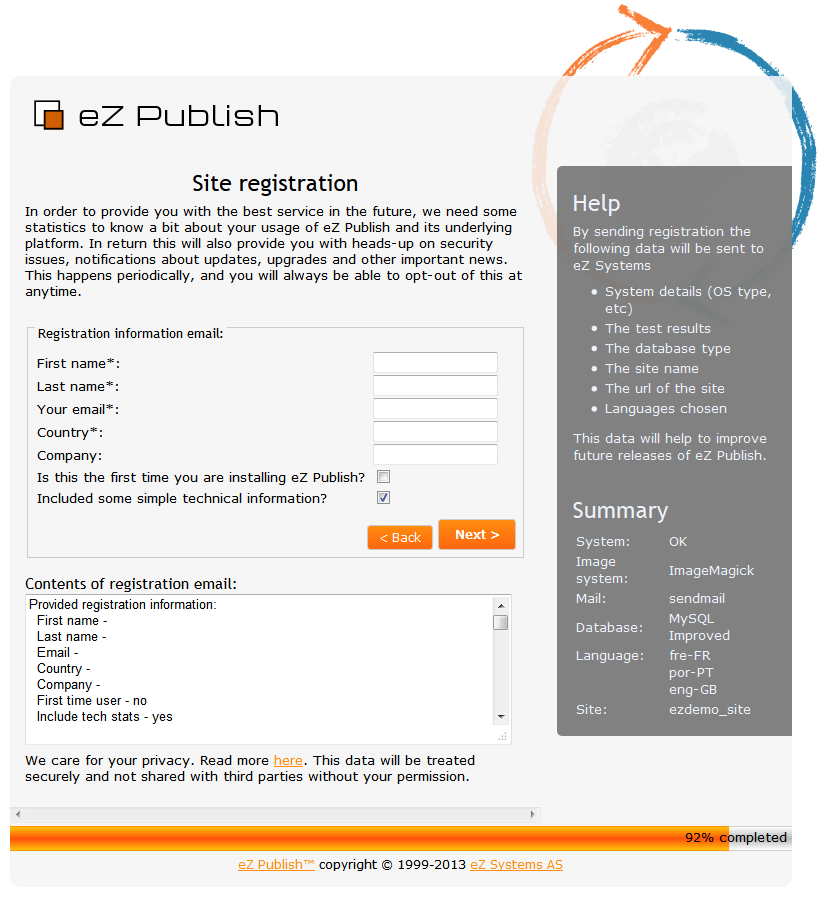 eZ Publish
Site registration
In order to provide you with the best service in the future, we need some
statistics to know a bit about your usage of eZ Publish and its underlying
platform. In return this will also provide you with heads-up on security
issues, notifications about updates, upgrades and other important news.
This happens periodically, and you will always be able to opt-out of this at
anytime.
Registration information email:
First name*:
Last name*:
Your email*:
Country*:
Company:
Is this the first time you are installing eZ Publish?
Included some simple technical information?
< Back
Next >
Contents of registration email:
Provided registration information:
First name -
Last name -
Email -
Country -
Company -
First time user - no
Include tech stats - yes
We care for your privacy. Read more here. This data will be treated
securely and not shared with third parties without your permission.
Help
By sending registration the
following data will be sent to
eZ Systems
• System details (OS type,
etc)
• The test results
• The database type
• The site name
• The url of the site
• Languages chosen
This data will help to improve
future releases of eZ Publish.
Summary
System: OK
Image
system: ImageMagick
Mail: sendmail
Database: MySQL
Improved
Language: fre-FR
por-PT
eng-GB
Site: ezdemo_site
92% completed
eZ Publish™ copyright © 1999-2013 eZ Systems AS